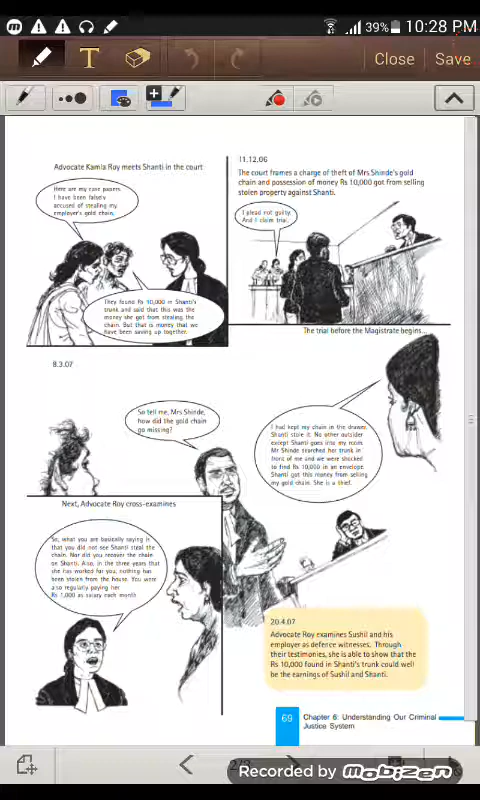 39% 10:28 PM
T
Close
Save
Advocate Kamla Roy meets Shanti in the court
Here are my case papers.
I have been falsely
accused of stealing my
employer's gold chain.
They found Rs 10,000 in Shanti's
trunk and said that this was the
money she got from stealing the
chain. But that is money that we
have been saving up together.
11.12.06
The court frames a charge of theft of Mrs Shinde's gold
chain and possession of money Rs 10,000 got from selling
stolen property against Shanti.
I plead not guilty.
And I claim trial.
The trial before the Magistrate begins...
8.3.07
So tell me, Mrs Shinde,
how did the gold chain
go missing?
I had kept my chain in the drawer.
Shanti stole it. No other outsider
except Shanti goes into my room.
Mr Shinde searched her trunk in
front of me and we were shocked
to find Rs 10,000 in an envelope.
Shanti got this money from selling
my gold chain. She is a thief.
Next, Advocate Roy cross-examines
So, what you are basically saying is
that you did not see Shanti steal the
chain. Nor did you recover the chain
on Shanti. Also, in the three years that
she has worked for you, nothing has
been stolen from the house. You were
also regularly paying her
Rs 1,000 as salary each month
20.4.07
Advocate Roy examines Sushil and his
employer as defence witnesses. Through
their testimonies, she is able to show that the
Rs 10,000 found in Shanti's trunk could well
be the earnings of Sushil and Shanti.
69 Chapter 6: Understanding Our Criminal
Justice System
Recorded by Mobizen